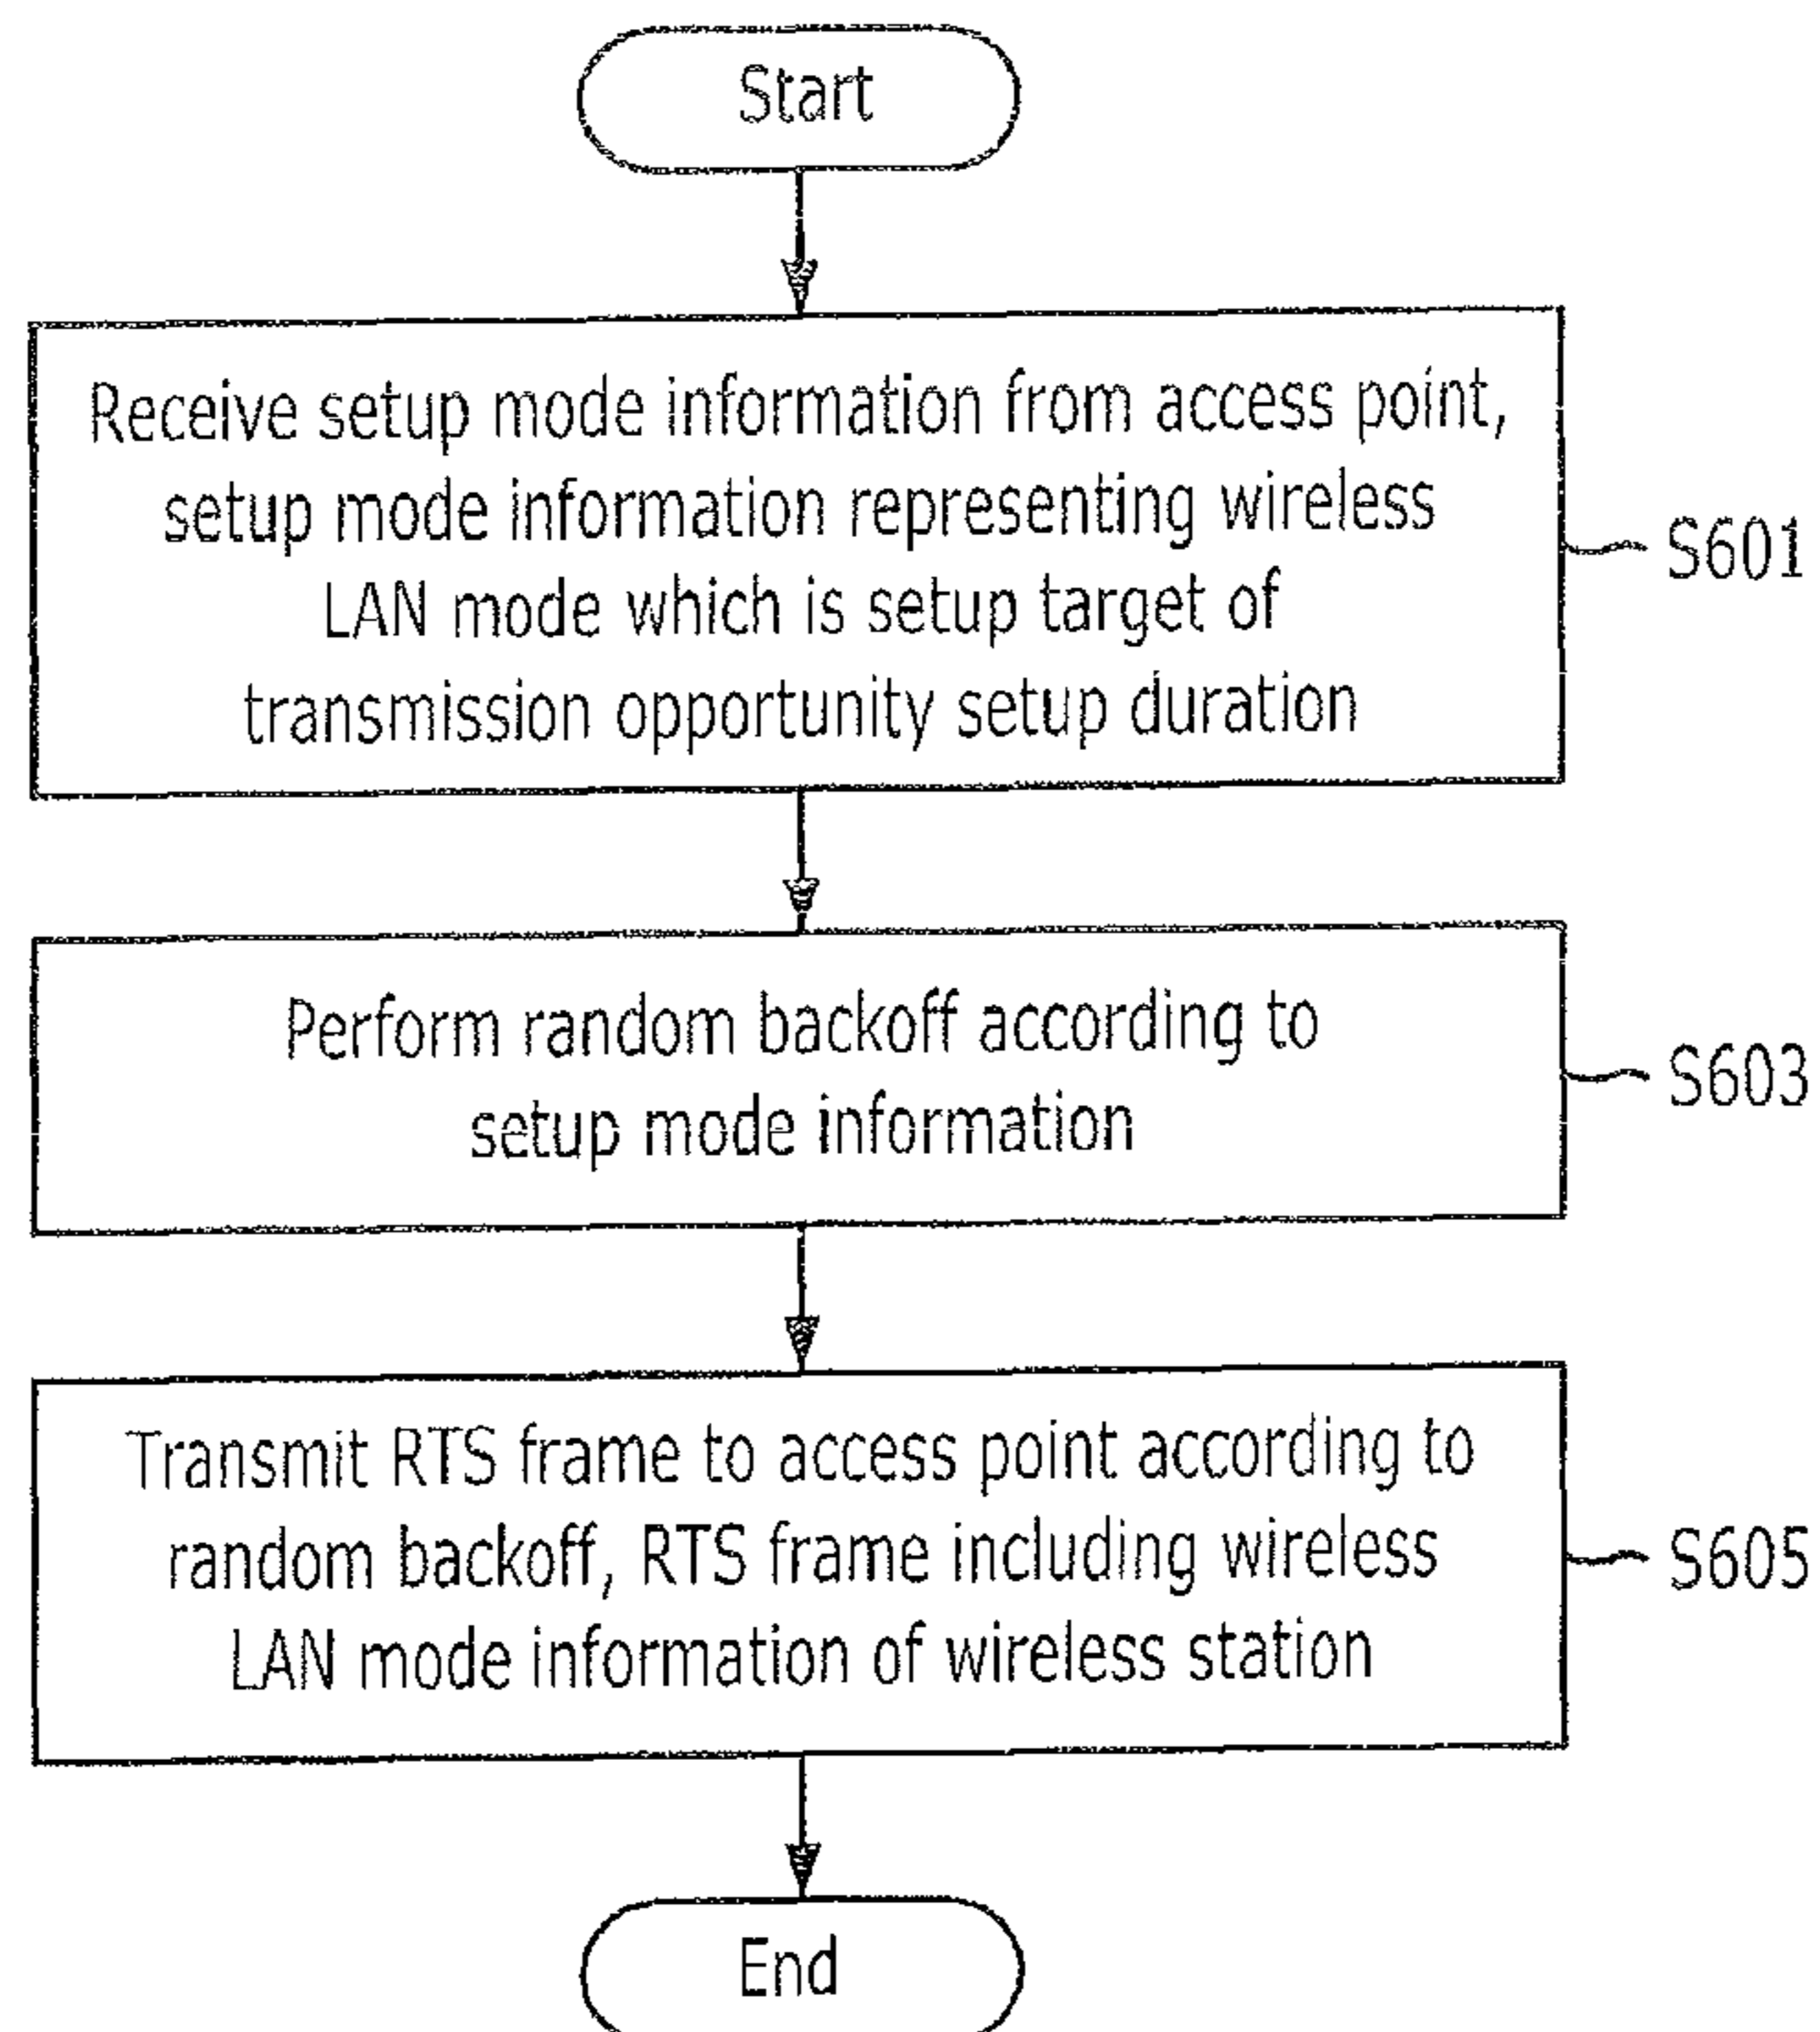 Start
Receive setup mode information from access point,
setup mode information representing wireless
LAN mode which is setup target of
transmission opportunity setup duration
S601
Perform random backoff according to
setup mode information
S603
Transmit RTS frame to access point according to
random backoff, RTS frame including wireless
LAN mode information of wireless station
S605
End